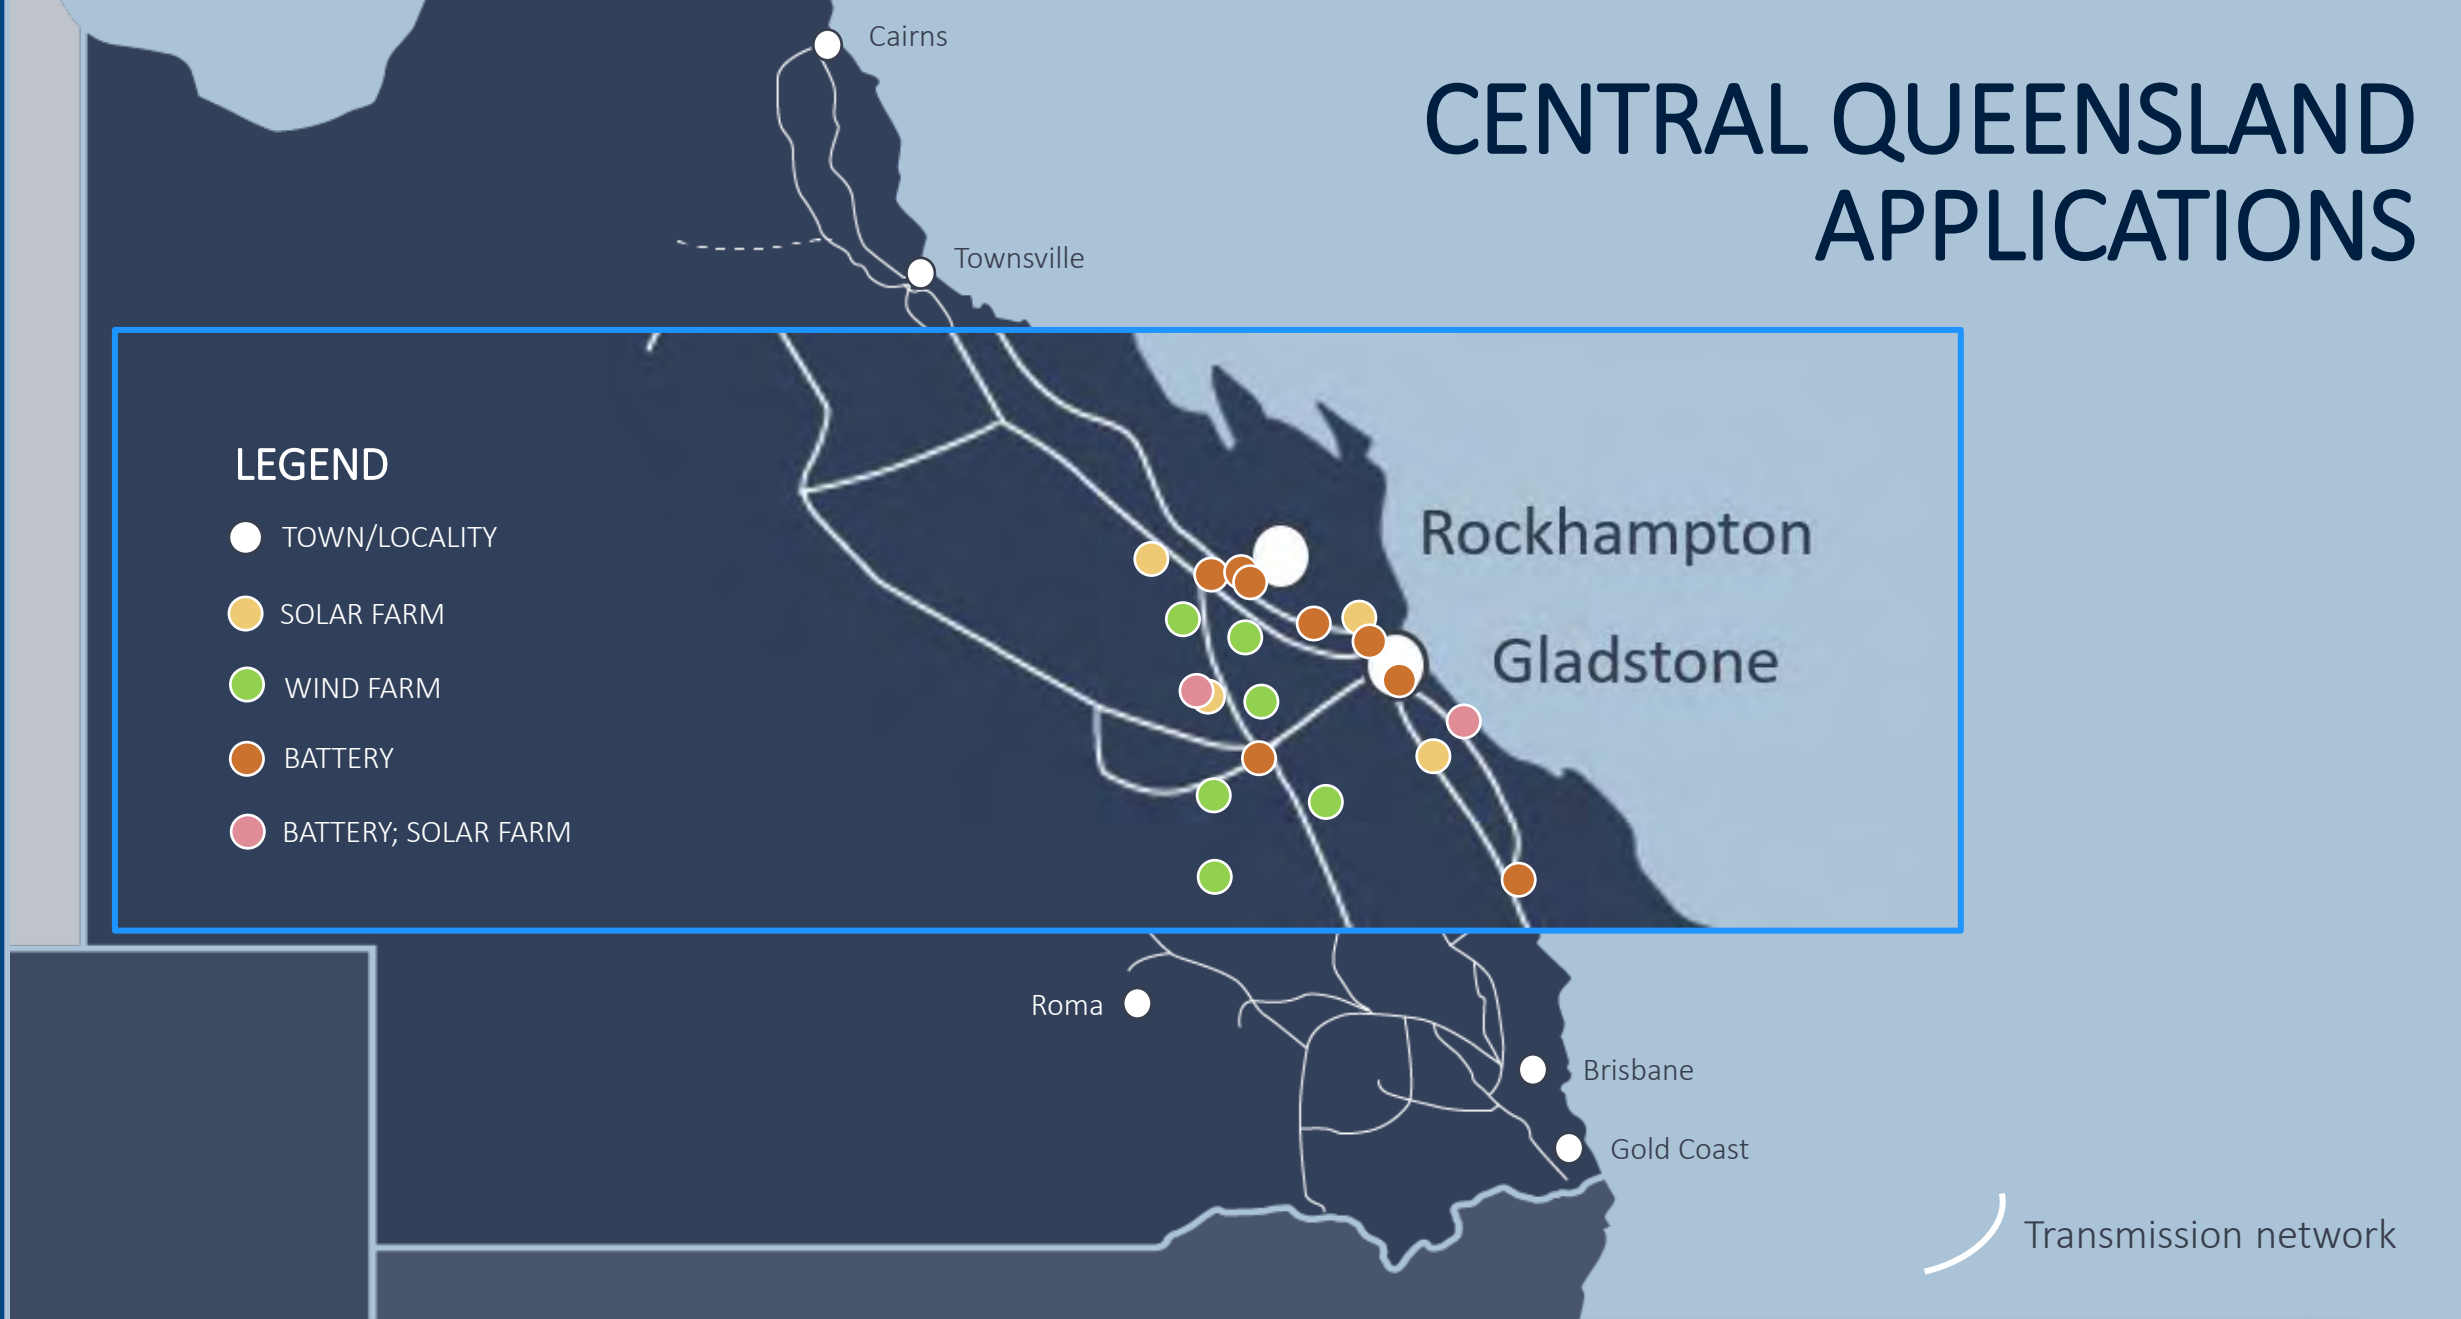 Cairns
CENTRAL QUEENSLAND
APPLICATIONS
Townsville
LEGEND
TOWN/LOCALITY
SOLAR FARM
WIND FARM
BATTERY
BATTERY; SOLAR FARM
Rockhampton
Gladstone
Roma
Brisbane
Gold Coast
Transmission network